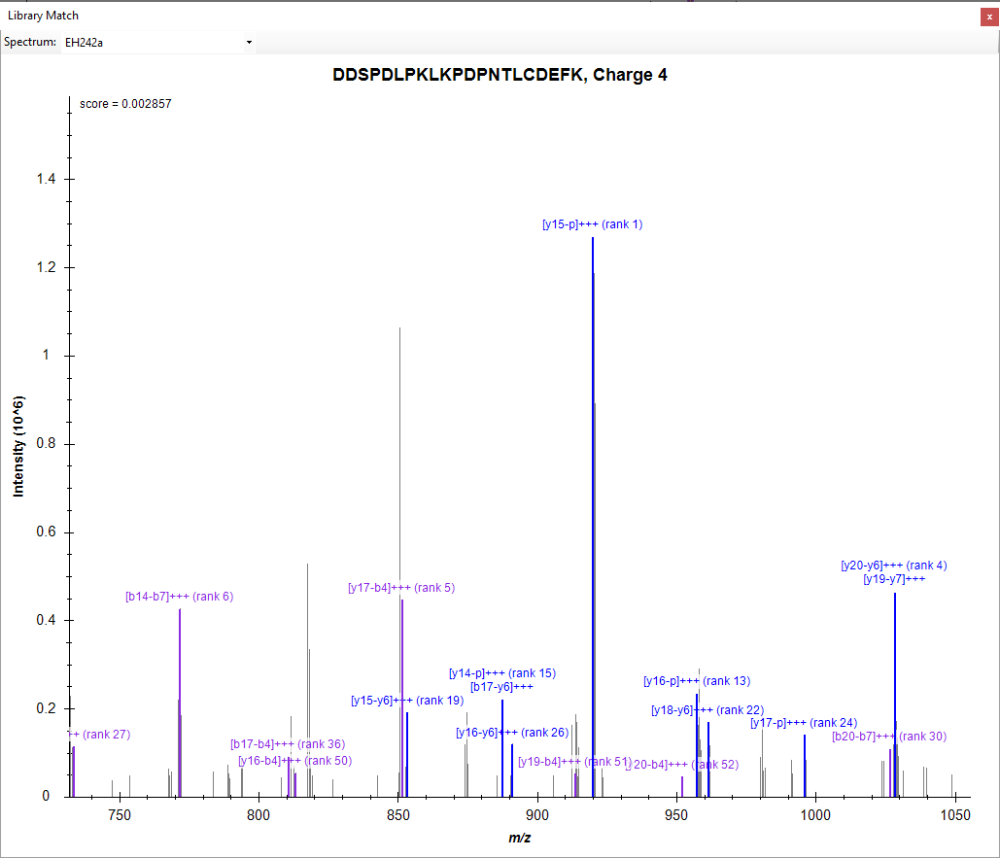 Library Match
x
Spectrum: EH242a
DDSPDLPKLKPDPNTLCDEFK, Charge 4
score = 0.002857
1.4
1.2
1
0.8
0.6
0.4
0.2
0
Intensity (10^6)
[y15-p]+++ (rank 1)
[y20-y6]+++ (rank 4)
[y19-y7]+++
[y17-b4]+++ (rank 5)
[b14-b7]+++ (rank 6)
[y14-p]+++ (rank 15)
[b17-y6]+++
[y16-p]+++ (rank 13)
[y15-y6]+++ (rank 19)
[y18-y6]+++ (rank 22)
[y17-p]+++ (rank 24)
++ (rank 27)
[y16-y6]+++ (rank 26)
[b20-b7]+++ (rank 30)
[b17-b4]+++ (rank 36)
[y16-b4]+++ (rank 50)
[y19-b4]+++ (rank 51)
20-b4]+++ (rank 52)
750
800
850
900
950
1000
1050
m/z